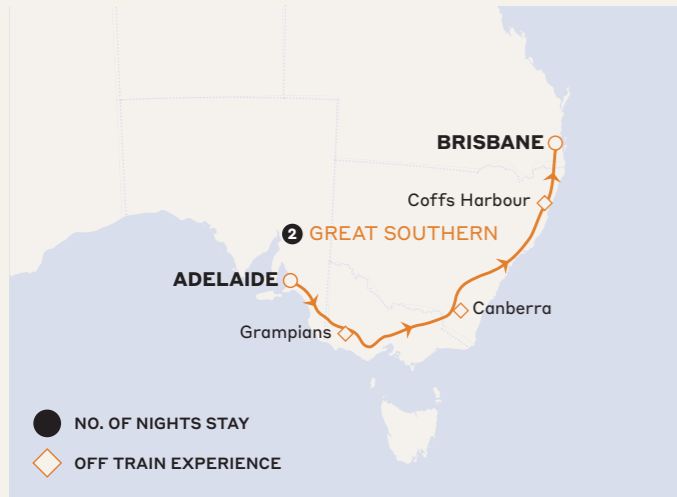 BRISBANE
Coffs Harbour
2 GREAT SOUTHERN
ADELAIDE
Canberra
Grampians
NO. OF NIGHTS STAY
OFF TRAIN EXPERIENCE